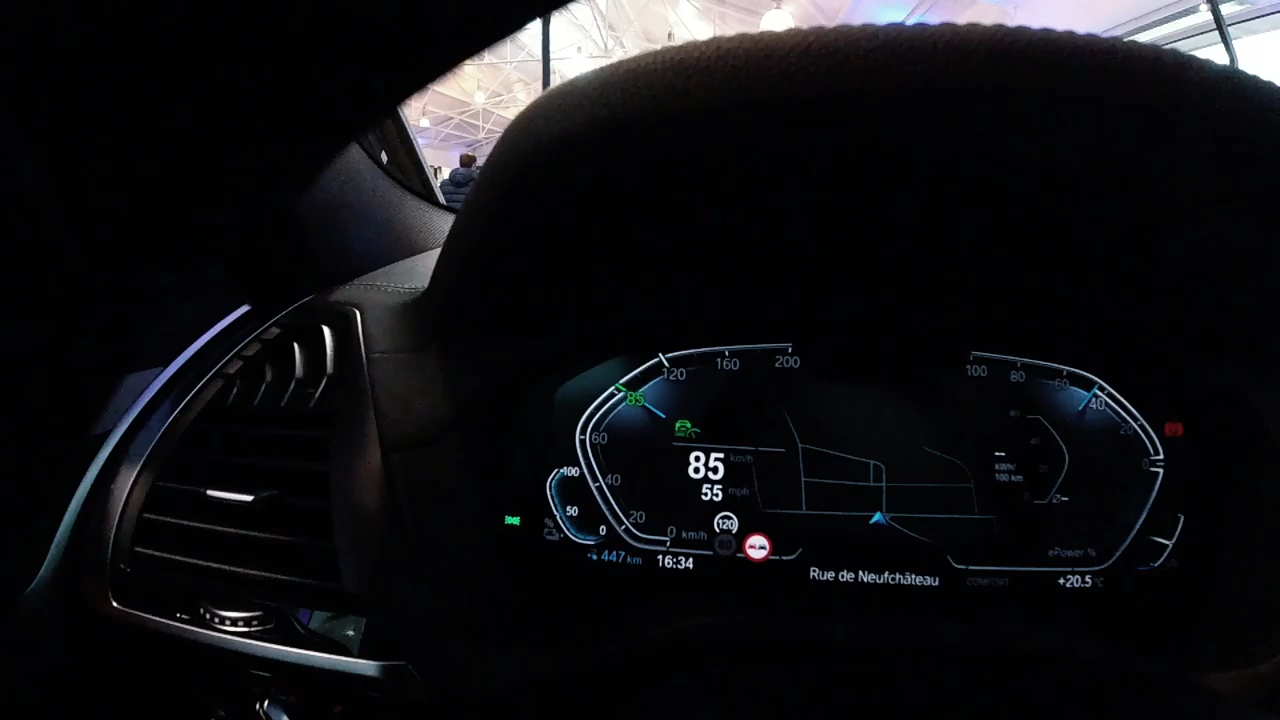 120
160
200
85
60
40
20
0 km/h
100
50
0
%
85 km/h
55 mph
120
447 km
16:34
Rue de Neufchâteau
COMFORT
+20.5 °C
100
80
60
40
20
0
kWh/
100 km
ePower %